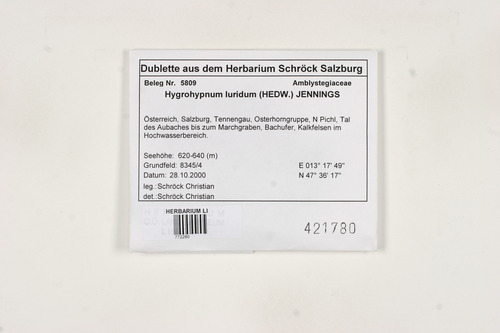 Dublette aus dem Herbarium Schröck Salzburg
Beleg Nr. 5809 Amblystegiaceae
Hygrohypnum luridum (HEDW.) JENNINGS
Österreich, Salzburg, Tennengau, Osterhorngruppe, N Pichl, Tal
des Aubaches bis zum Marchgraben, Bachufer, Kalkfelsen im
Hochwasserbereich.
Seehöhe: 620-640 (m)
Grundfeld: 8345/4 E 013° 17' 49"
Datum: 28.10.2000 N 47° 36' 17"
leg.:Schröck Christian
det.:Schröck Christian
HERBARIUM LI
772280
421780